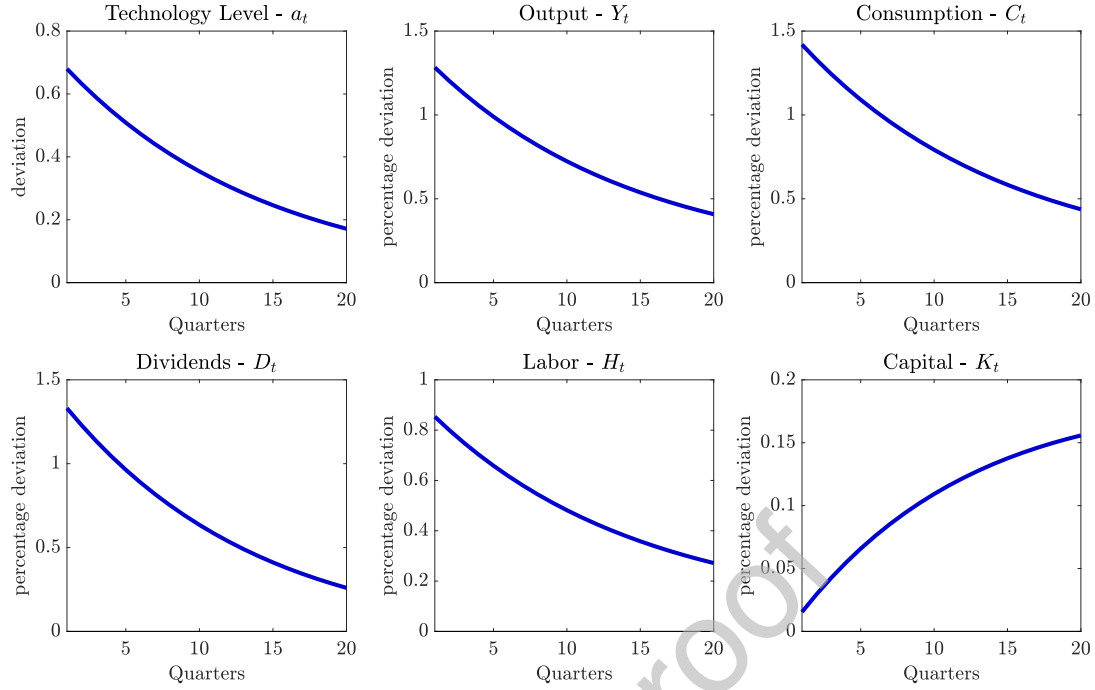 Technology Level - a_t
Output - Y_t
Consumption - C_t
0.8
0.6
0.4
0.2
0
deviation
5 10 15 20
Quarters
1.5
1
0.5
0
percentage deviation
5 10 15 20
Quarters
1.5
1
0.5
0
percentage deviation
5 10 15 20
Quarters
Dividends - D_t
Labor - H_t
Capital - K_t
1.5
1
0.5
0
percentage deviation
5 10 15 20
Quarters
1
0.8
0.6
0.4
0.2
0
percentage deviation
5 10 15 20
Quarters
0.2
0.15
0.1
0.05
0
percentage deviation
5 10 15 20
Quarters
roof